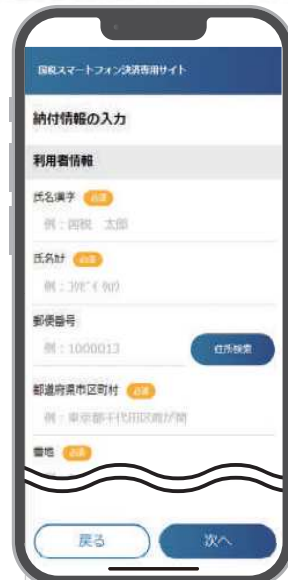 国税スマートフォン決済専用サイト
納付情報の入力
利用者情報
氏名漢字 必須
例：国税 太郎
氏名ｶﾅ 必須
例：ｺｸｾﾞｲ ﾀﾛｳ
郵便番号
例：1000013
住所検索
都道府県市区町村 必須
例：東京都千代田区霞が関
番地 必須
戻る
次へ